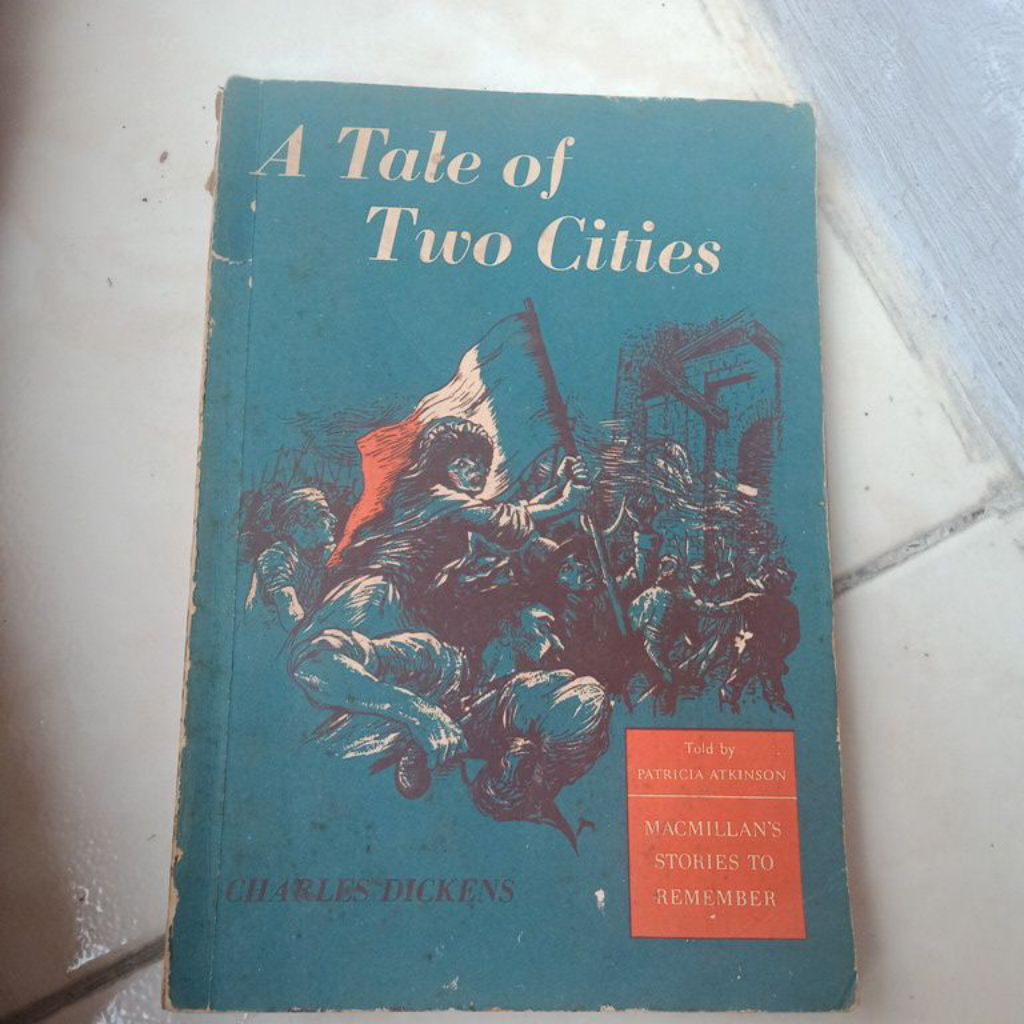 A Tale of
Two Cities
Told by
PATRICIA ATKINSON
MACMILLAN'S
STORIES TO
REMEMBER
CHARLES DICKENS